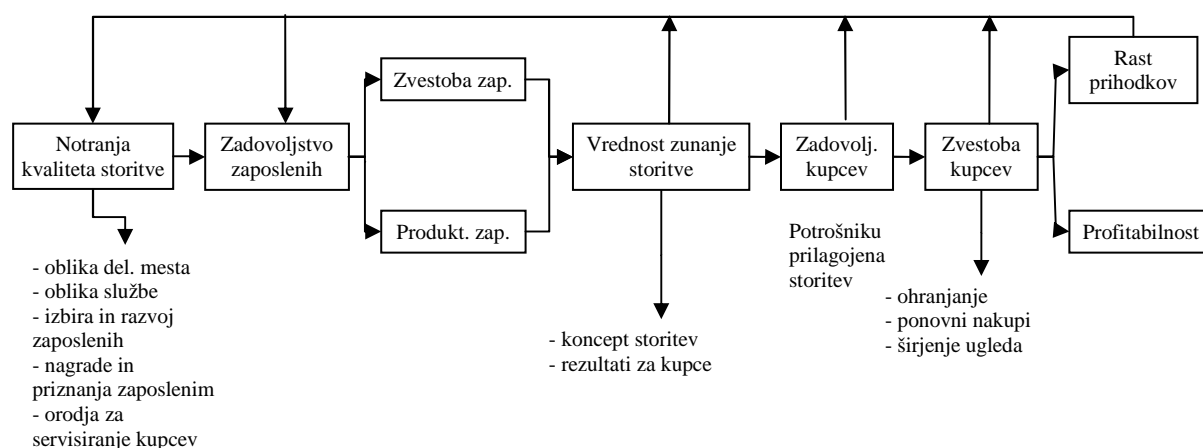 Notranja
kvaliteta storitve
Zadovoljstvo
zaposlenih
Zvestoba zap.
Produkt. zap.
Vrednost zunanje
storitve
Zadovolj.
kupcev
Zvestoba
kupcev
Rast
prihodkov
Profitabilnost
- oblika del. mesta
- oblika službe
- izbira in razvoj
zaposlenih
- nagrade in
priznanja zaposlenim
- orodja za
servisiranje kupcev
- koncept storitev
- rezultati za kupce
Potrošniku
prilagojena
storitev
- ohranjanje
- ponovni nakupi
- širjenje ugleda